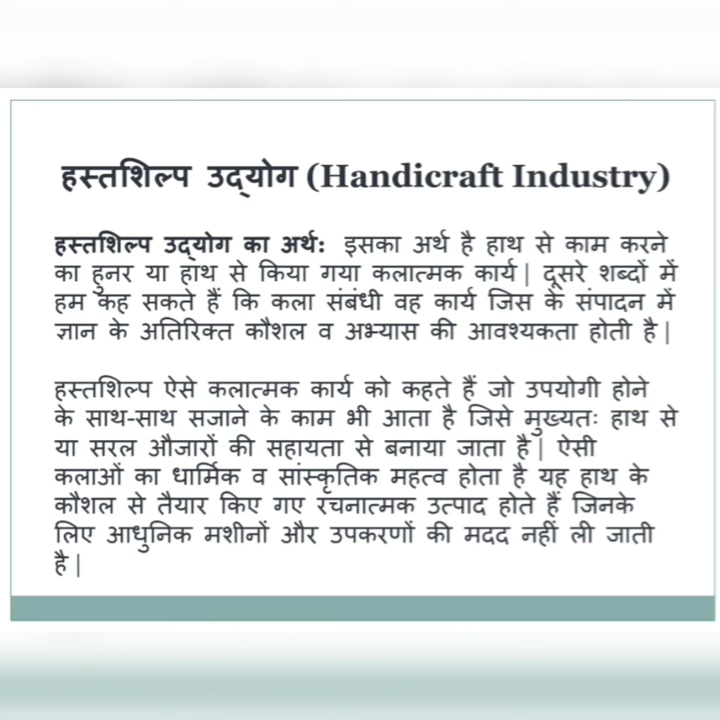 हस्तशिल्प उद्‌योग (Handicraft Industry)
हस्तशिल्प उद्‌योग का अर्थ: इसका अर्थ है हाथ से काम करने
का हुनर या हाथ से किया गया कलात्मक कार्य| दूसरे शब्दों में
हम कह सकते हैं कि कला संबंधी वह कार्य जिस के संपादन में
ज्ञान के अतिरिक्त कौशल व अभ्यास की आवश्यकता होती है|
हस्तशिल्प ऐसे कलात्मक कार्य को कहते हैं जो उपयोगी होने
के साथ-साथ सजाने के काम भी आता है जिसे मुख्यतः हाथ से
या सरल औजारों की सहायता से बनाया जाता है| ऐसी
कलाओं का धार्मिक व सांस्कृतिक महत्व होता है यह हाथ के
कौशल से तैयार किए गए रचनात्मक उत्पाद होते हैं जिनके
लिए आधुनिक मशीनों और उपकरणों की मदद नहीं ली जाती
है|